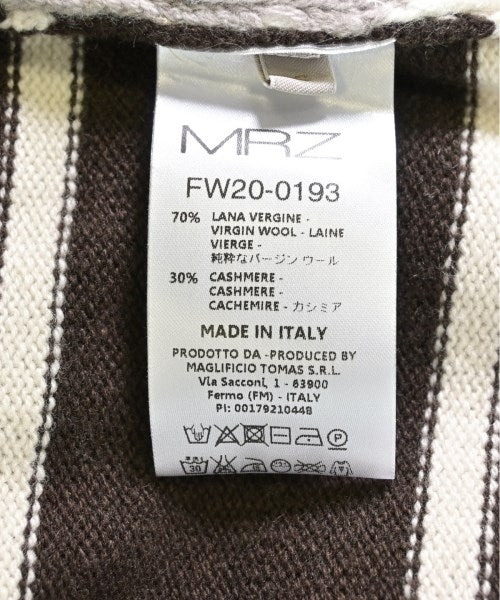 MRZ
FW20-0193
70% LANA VERGINE -
VIRGIN WOOL - LAINE
VIERGE -
純粋なバージン ウール
30% CASHMERE -
CASHMERE -
CACHEMIRE - カシミア
MADE IN ITALY
PRODOTTO DA -PRODUCED BY
MAGLIFICIO TOMAS S.R.L.
Via Sacconi, 1 - 63900
Fermo (FM) - ITALY
PI: 00179210448
P
30